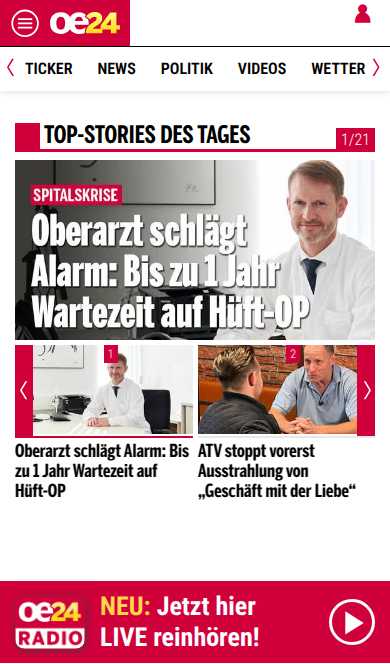 oe24
TICKER NEWS POLITIK VIDEOS WETTER
TOP-STORIES DES TAGES
1/21
SPITALSKRISE
Oberarzt schlägt
Alarm: Bis zu 1 Jahr
Wartezeit auf Hüft-OP
1
Oberarzt schlägt Alarm: Bis
zu 1 Jahr Wartezeit auf
Hüft-OP
2
ATV stoppt vorerst
Ausstrahlung von
„Geschäft mit der Liebe“
oe24
RADIO
NEU: Jetzt hier
LIVE reinhören!